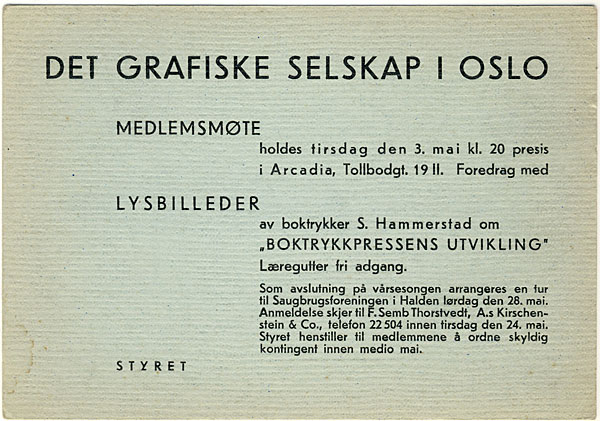 DET GRAFISKE SELSKAP I OSLO
MEDLEMSMØTE
holdes tirsdag den 3. mai kl. 20 presis
i Arcadia, Tollbodgt. 19 II. Foredrag med
LYSBILLEDER
av boktrykker S. Hammerstad om
„BOKTRYKKPRESSENS UTVIKLING"
Læregutter fri adgang.
Som avslutning på vårsesongen arrangeres en tur
til Saugbrugsforeningen i Halden lørdag den 28. mai.
Anmeldelse skjer til F. Semb Thorstvedt, A.s Kirschen-
stein & Co., telefon 22 504 innen tirsdag den 24. mai.
Styret henstiller til medlemmene å ordne skyldig
kontingent innen medio mai.
STYRET